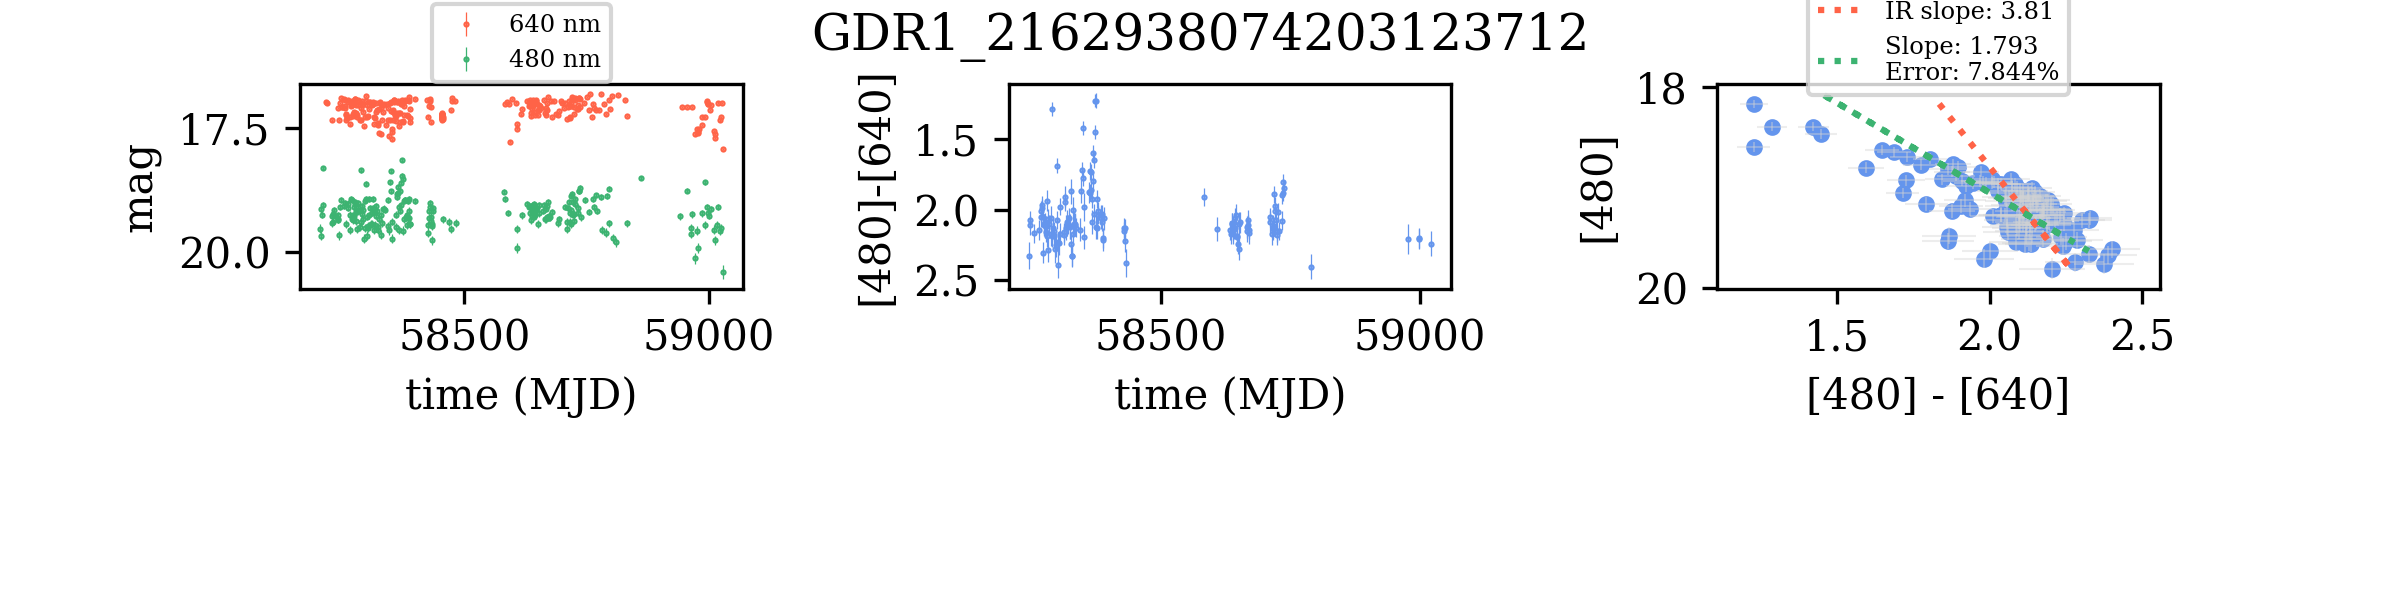 GDR1_2162938074203123712
640 nm
480 nm
mag
17.5
20.0
58500
59000
time (MJD)
[480]-[640]
1.5
2.0
2.5
58500
59000
time (MJD)
IR slope: 3.81
Slope: 1.793
Error: 7.844%
[480]
18
20
1.5
2.0
2.5
[480] - [640]